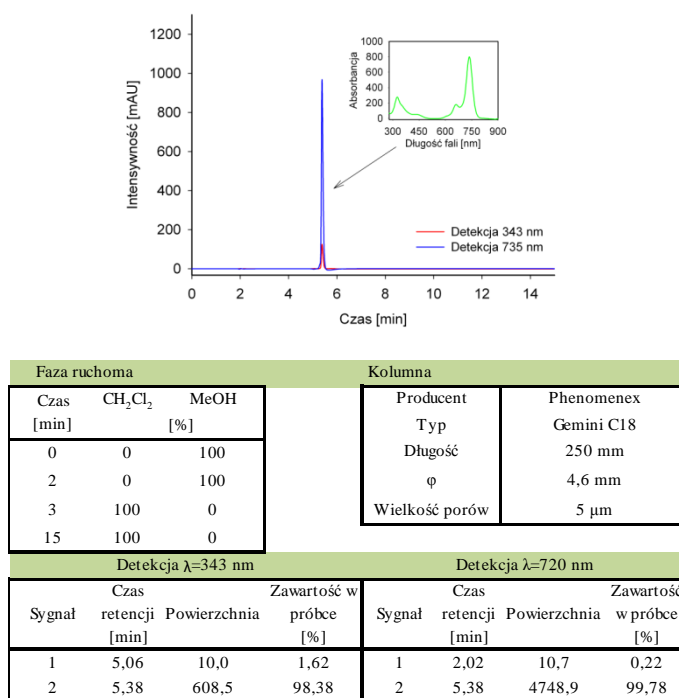 1200
1000
800
600
400
200
0
Intensywność [mAU]
0 2 4 6 8 10 12 14
Czas [min]
1000
800
600
400
200
0
Absorbancja
300 450 600 750 900
Długość fali [nm]
Detekcja 343 nm
Detekcja 735 nm
Faza ruchoma
Czas CH2Cl2 MeOH
[min] [%]
0 0 100
2 0 100
3 100 0
15 100 0
Kolumna
Producent Phenomenex
Typ Gemini C18
Długość 250 mm
φ 4,6 mm
Wielkość porów 5 μm
Detekcja λ=343 nm
Czas Zawartość w
Sygnał retencji Powierzchnia próbce
[min] [%]
1 5,06 10,0 1,62
2 5,38 608,5 98,38
Detekcja λ=720 nm
Czas Zawartość
Sygnał retencji Powierzchnia w próbce
[min] [%]
1 2,02 10,7 0,22
2 5,38 4748,9 99,78